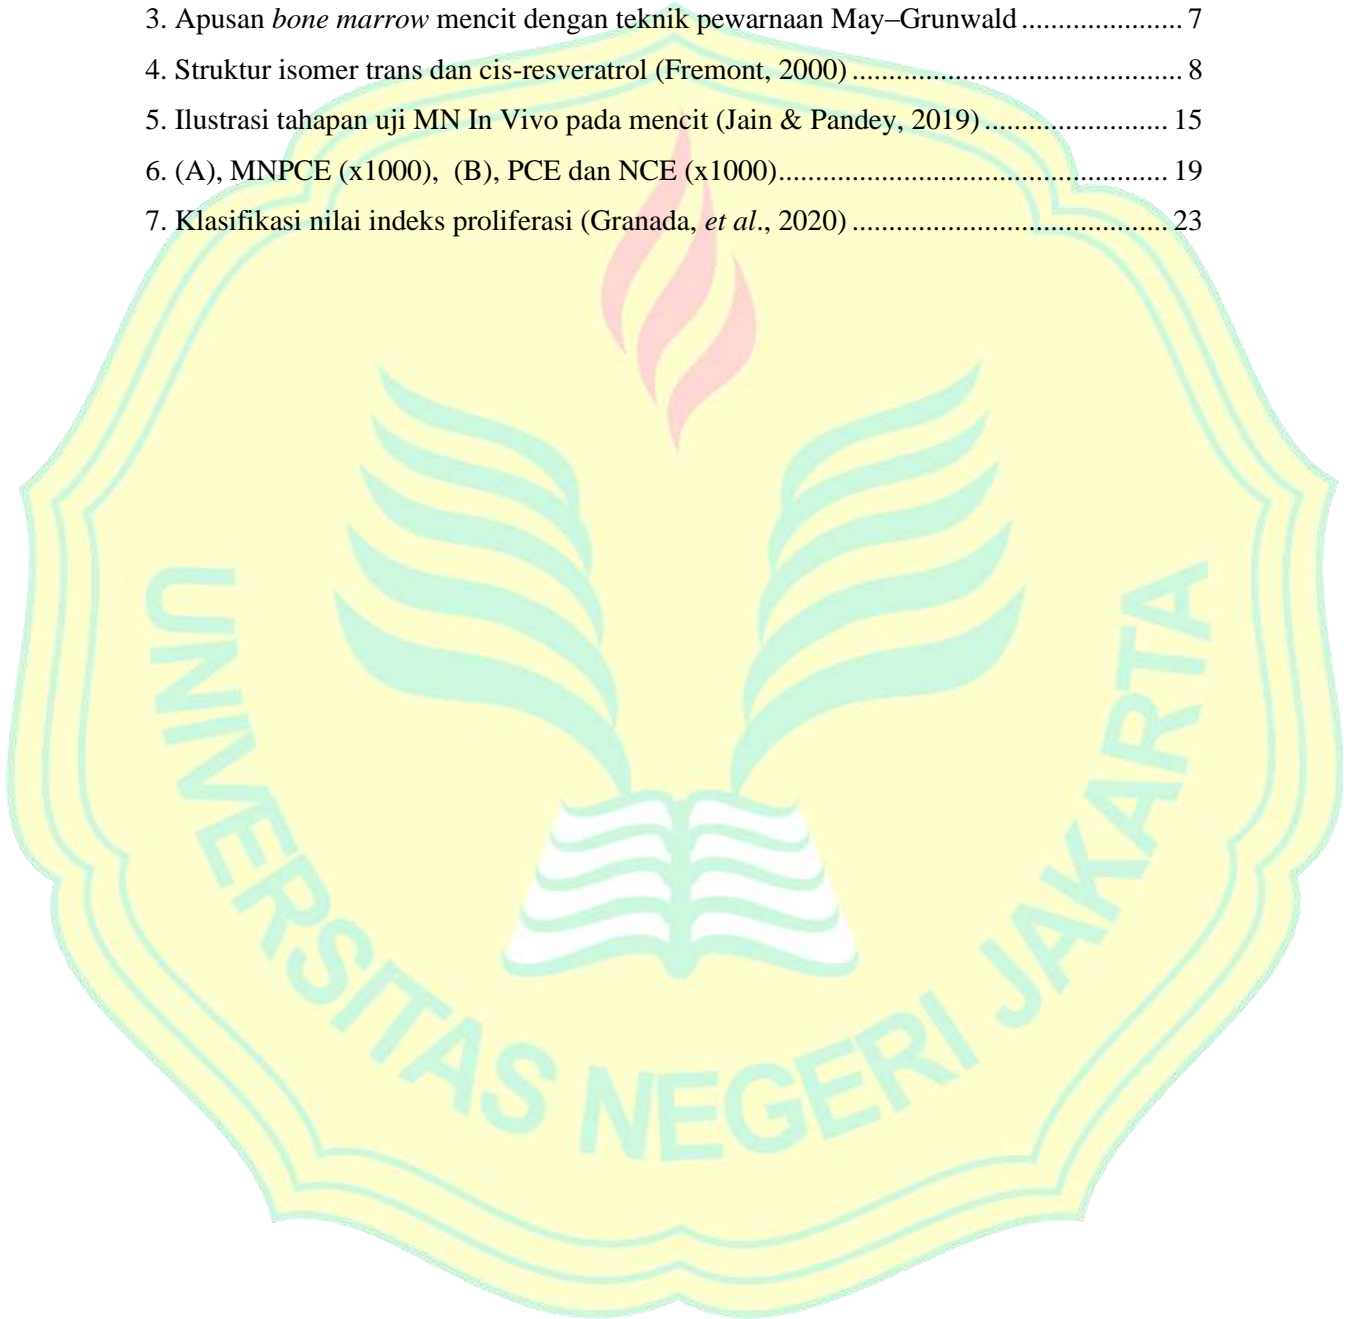 3. Apusan bone marrow mencit dengan teknik pewarnaan May–Grunwald ...................... 7
4. Struktur isomer trans dan cis-resveratrol (Fremont, 2000) .............................................. 8
5. Ilustrasi tahapan uji MN In Vivo pada mencit (Jain & Pandey, 2019) ......................... 15
6. (A), MNPCE (x1000),  (B), PCE dan NCE (x1000)...................................................... 19
7. Klasifikasi nilai indeks proliferasi (Granada, et al., 2020) ............................................ 23
UNIVERSITAS NEGERI JAKARTA